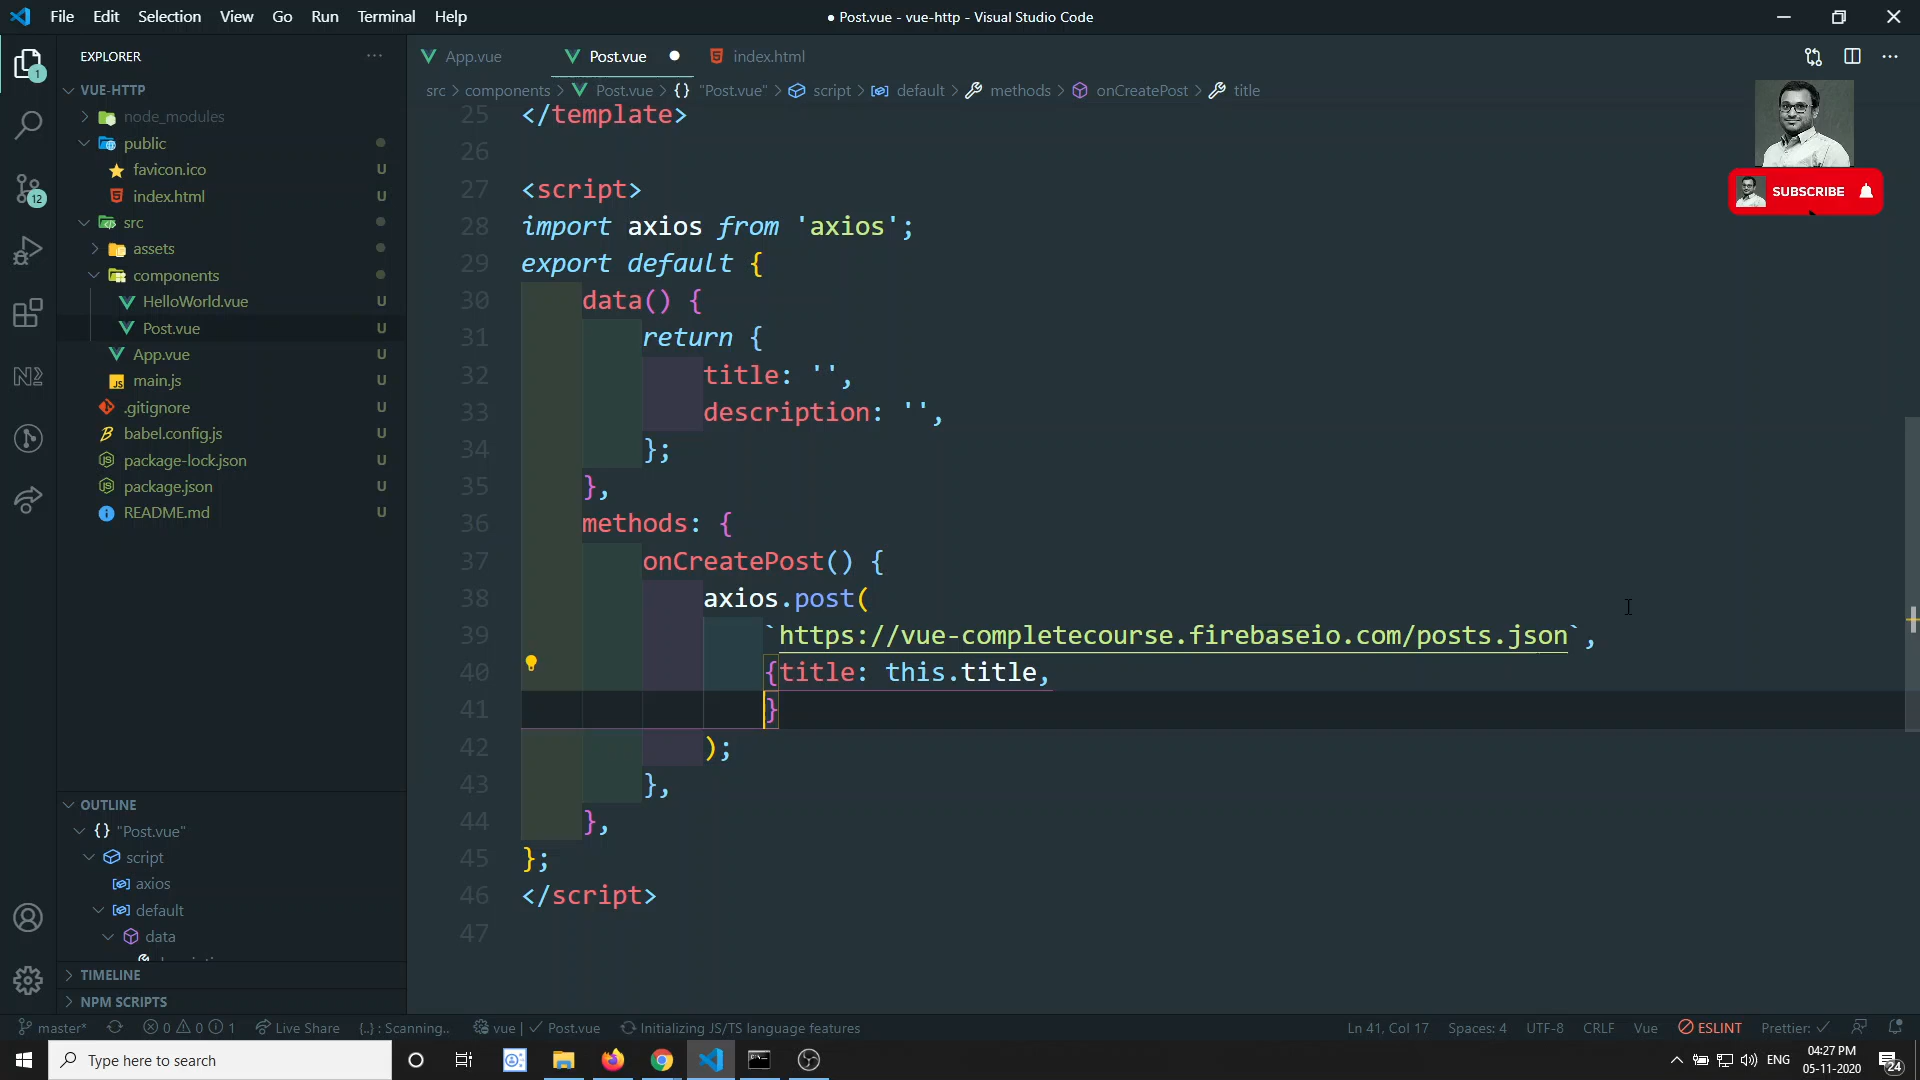 File Edit Selection View Go Run Terminal Help
● Post.vue - vue-http - Visual Studio Code
EXPLORER
VUE-HTTP
node_modules
public
favicon.ico U
index.html U
src
assets
components
HelloWorld.vue U
Post.vue U
App.vue U
main.js U
.gitignore U
babel.config.js U
package-lock.json U
package.json U
README.md U
OUTLINE
{} "Post.vue"
script
axios
default
data
TIMELINE
NPM SCRIPTS
1
12
App.vue Post.vue ● index.html
src > components > Post.vue > {} "Post.vue" > script > default > methods > onCreatePost > title
SUBSCRIBE
25 </template>
26
27 <script>
28 import axios from 'axios';
29 export default {
30 data() {
31 return {
32 title: '',
33 description: '',
34 };
35 },
36 methods: {
37 onCreatePost() {
38 axios.post(
39 `https://vue-completecourse.firebaseio.com/posts.json`,
40 {title: this.title,
41 }
42 );
43 },
44 },
45 };
46 </script>
47
master* 0 0 1 Live Share {..} : Scanning.. vue | ✓ Post.vue Initializing JS/TS language features Ln 41, Col 17 Spaces: 4 UTF-8 CRLF Vue ESLINT Prettier: ✓
Type here to search
ENG
04:27 PM
05-11-2020
24